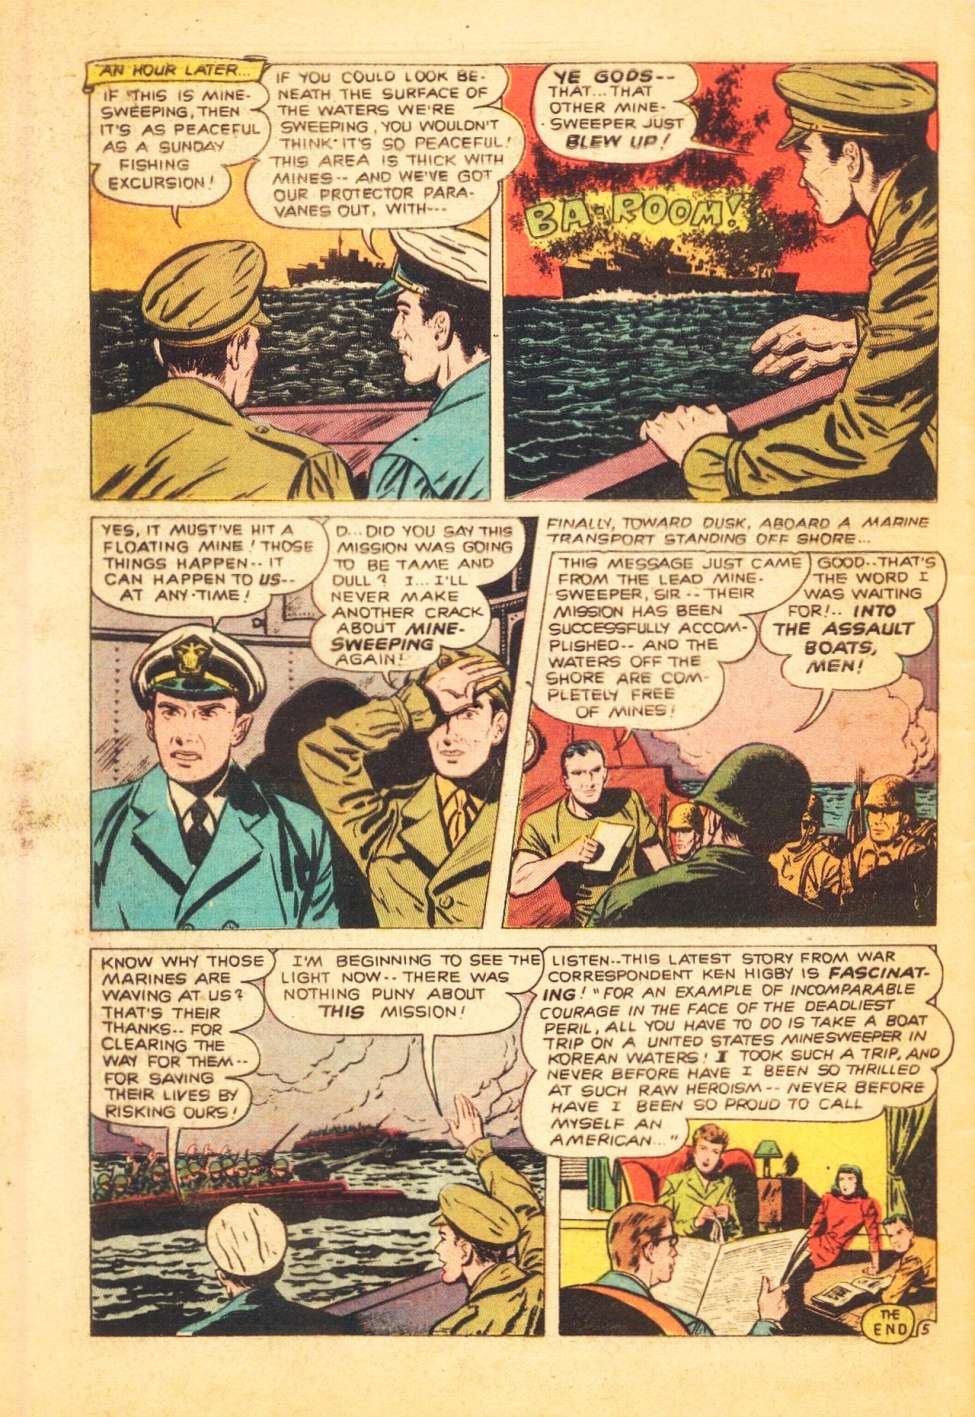 AN HOUR LATER...
IF THIS IS MINE-
SWEEPING, THEN
IT'S AS PEACEFUL
AS A SUNDAY
FISHING
EXCURSION!
IF YOU COULD LOOK BE-
NEATH THE SURFACE OF
THE WATERS WE'RE
SWEEPING, YOU WOULDN'T
THINK IT'S SO PEACEFUL!
THIS AREA IS THICK WITH
MINES-- AND WE'VE GOT
OUR PROTECTOR PARA-
VANES OUT, WITH---
YE GODS--
THAT...THAT
OTHER MINE-
SWEEPER JUST
BLEW UP!
BA-ROOM!
YES, IT MUST'VE HIT A
FLOATING MINE! THOSE
THINGS HAPPEN-- IT
CAN HAPPEN TO US--
AT ANY-TIME!
D...DID YOU SAY THIS
MISSION WAS GOING
TO BE TAME AND
DULL? I...I'LL
NEVER MAKE
ANOTHER CRACK
ABOUT MINE-
SWEEPING
AGAIN!
FINALLY, TOWARD DUSK, ABOARD A MARINE
TRANSPORT STANDING OFF SHORE...
THIS MESSAGE JUST CAME
FROM THE LEAD MINE-
SWEEPER, SIR-- THEIR
MISSION HAS BEEN
SUCCESSFULLY ACCOM-
PLISHED-- AND THE
WATERS OFF THE
SHORE ARE COM-
PLETELY FREE
OF MINES!
GOOD--THAT'S
THE WORD I
WAS WAITING
FOR!.. INTO
THE ASSAULT
BOATS,
MEN!
KNOW WHY THOSE
MARINES ARE
WAVING AT US?
THAT'S THEIR
THANKS-- FOR
CLEARING THE
WAY FOR THEM--
FOR SAVING
THEIR LIVES BY
RISKING OURS!
I'M BEGINNING TO SEE THE
LIGHT NOW-- THERE WAS
NOTHING PUNY ABOUT
THIS MISSION!
LISTEN--THIS LATEST STORY FROM WAR
CORRESPONDENT KEN HIGBY IS FASCINAT-
ING! "FOR AN EXAMPLE OF INCOMPARABLE
COURAGE IN THE FACE OF THE DEADLIEST
PERIL, ALL YOU HAVE TO DO IS TAKE A BOAT
TRIP ON A UNITED STATES MINESWEEPER IN
KOREAN WATERS! I TOOK SUCH A TRIP, AND
NEVER BEFORE HAVE I BEEN SO THRILLED
AT SUCH RAW HEROISM-- NEVER BEFORE
HAVE I BEEN SO PROUD TO CALL
MYSELF AN
AMERICAN..."
THE
END
5